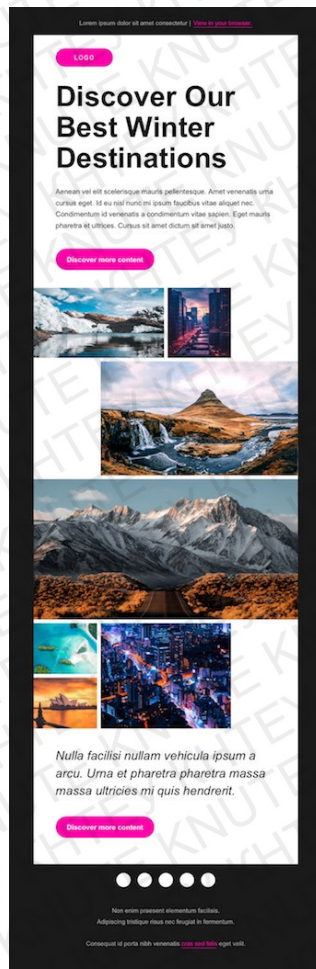 Lorem ipsum dolor sit amet consectetur | View in your browser.
LOGO
Discover Our
Best Winter
Destinations
Aenean vel elit scelerisque mauris pellentesque. Amet venenatis urna
cursus eget. Id eu nisl nunc mi ipsum faucibus vitae aliquet nec.
Condimentum id venenatis a condimentum vitae sapien. Eget mauris
pharetra et ultrices. Cursus sit amet dictum sit amet justo.
Discover more content
Nulla facilisi nullam vehicula ipsum a
arcu. Urna et pharetra pharetra massa
massa ultricies mi quis hendrerit.
Discover more content
Non enim praesent elementum facilisis.
Adipiscing tristique risus nec feugiat in fermentum.
Consequat id porta nibh venenatis cras sed felis eget velit.